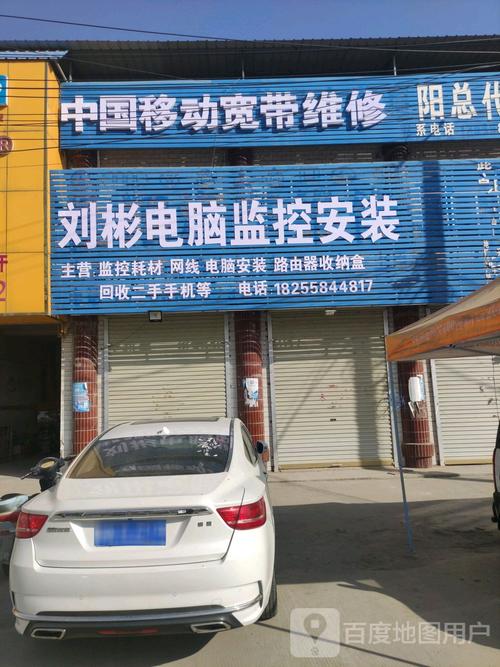 中国移动宽带维修
阳总代
系电话
刘彬电脑监控安装
主营 监控耗材 网线 电脑安装 路由器收纳盒
回收二手手机等 电话 18255844817
百度地图用户